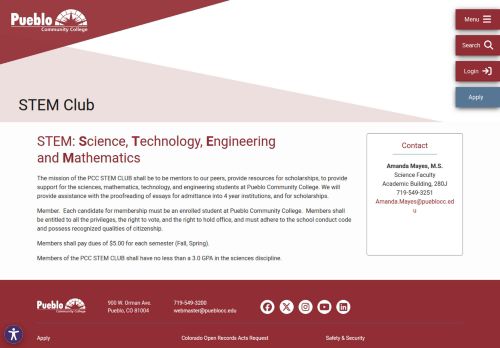 Pueblo
Community College
Menu
Search
Login
Apply
STEM Club
STEM: Science, Technology, Engineering
and Mathematics
The mission of the PCC STEM CLUB shall be to be mentors to our peers, provide resources for scholarships, to provide
support for the sciences, mathematics, technology, and engineering students at Pueblo Community College. We will
provide assistance with the proofreading of essays for admittance into 4 year institutions, and for scholarships.
Member. Each candidate for membership must be an enrolled student at Pueblo Community College. Members shall
be entitled to all the privileges, the right to vote, and the right to hold office, and must adhere to the school conduct code
and possess recognized qualities of citizenship.
Members shall pay dues of $5.00 for each semester (Fall, Spring).
Members of the PCC STEM CLUB shall have no less than a 3.0 GPA in the sciences discipline.
Contact
Amanda Mayes, M.S.
Science Faculty
Academic Building, 280J
719-549-3251
Amanda.Mayes@pueblocc.ed
u
Pueblo
Community College
900 W. Orman Ave.
Pueblo, CO 81004
719-549-3200
webmaster@pueblocc.edu
Apply
Colorado Open Records Acts Request
Safety & Security